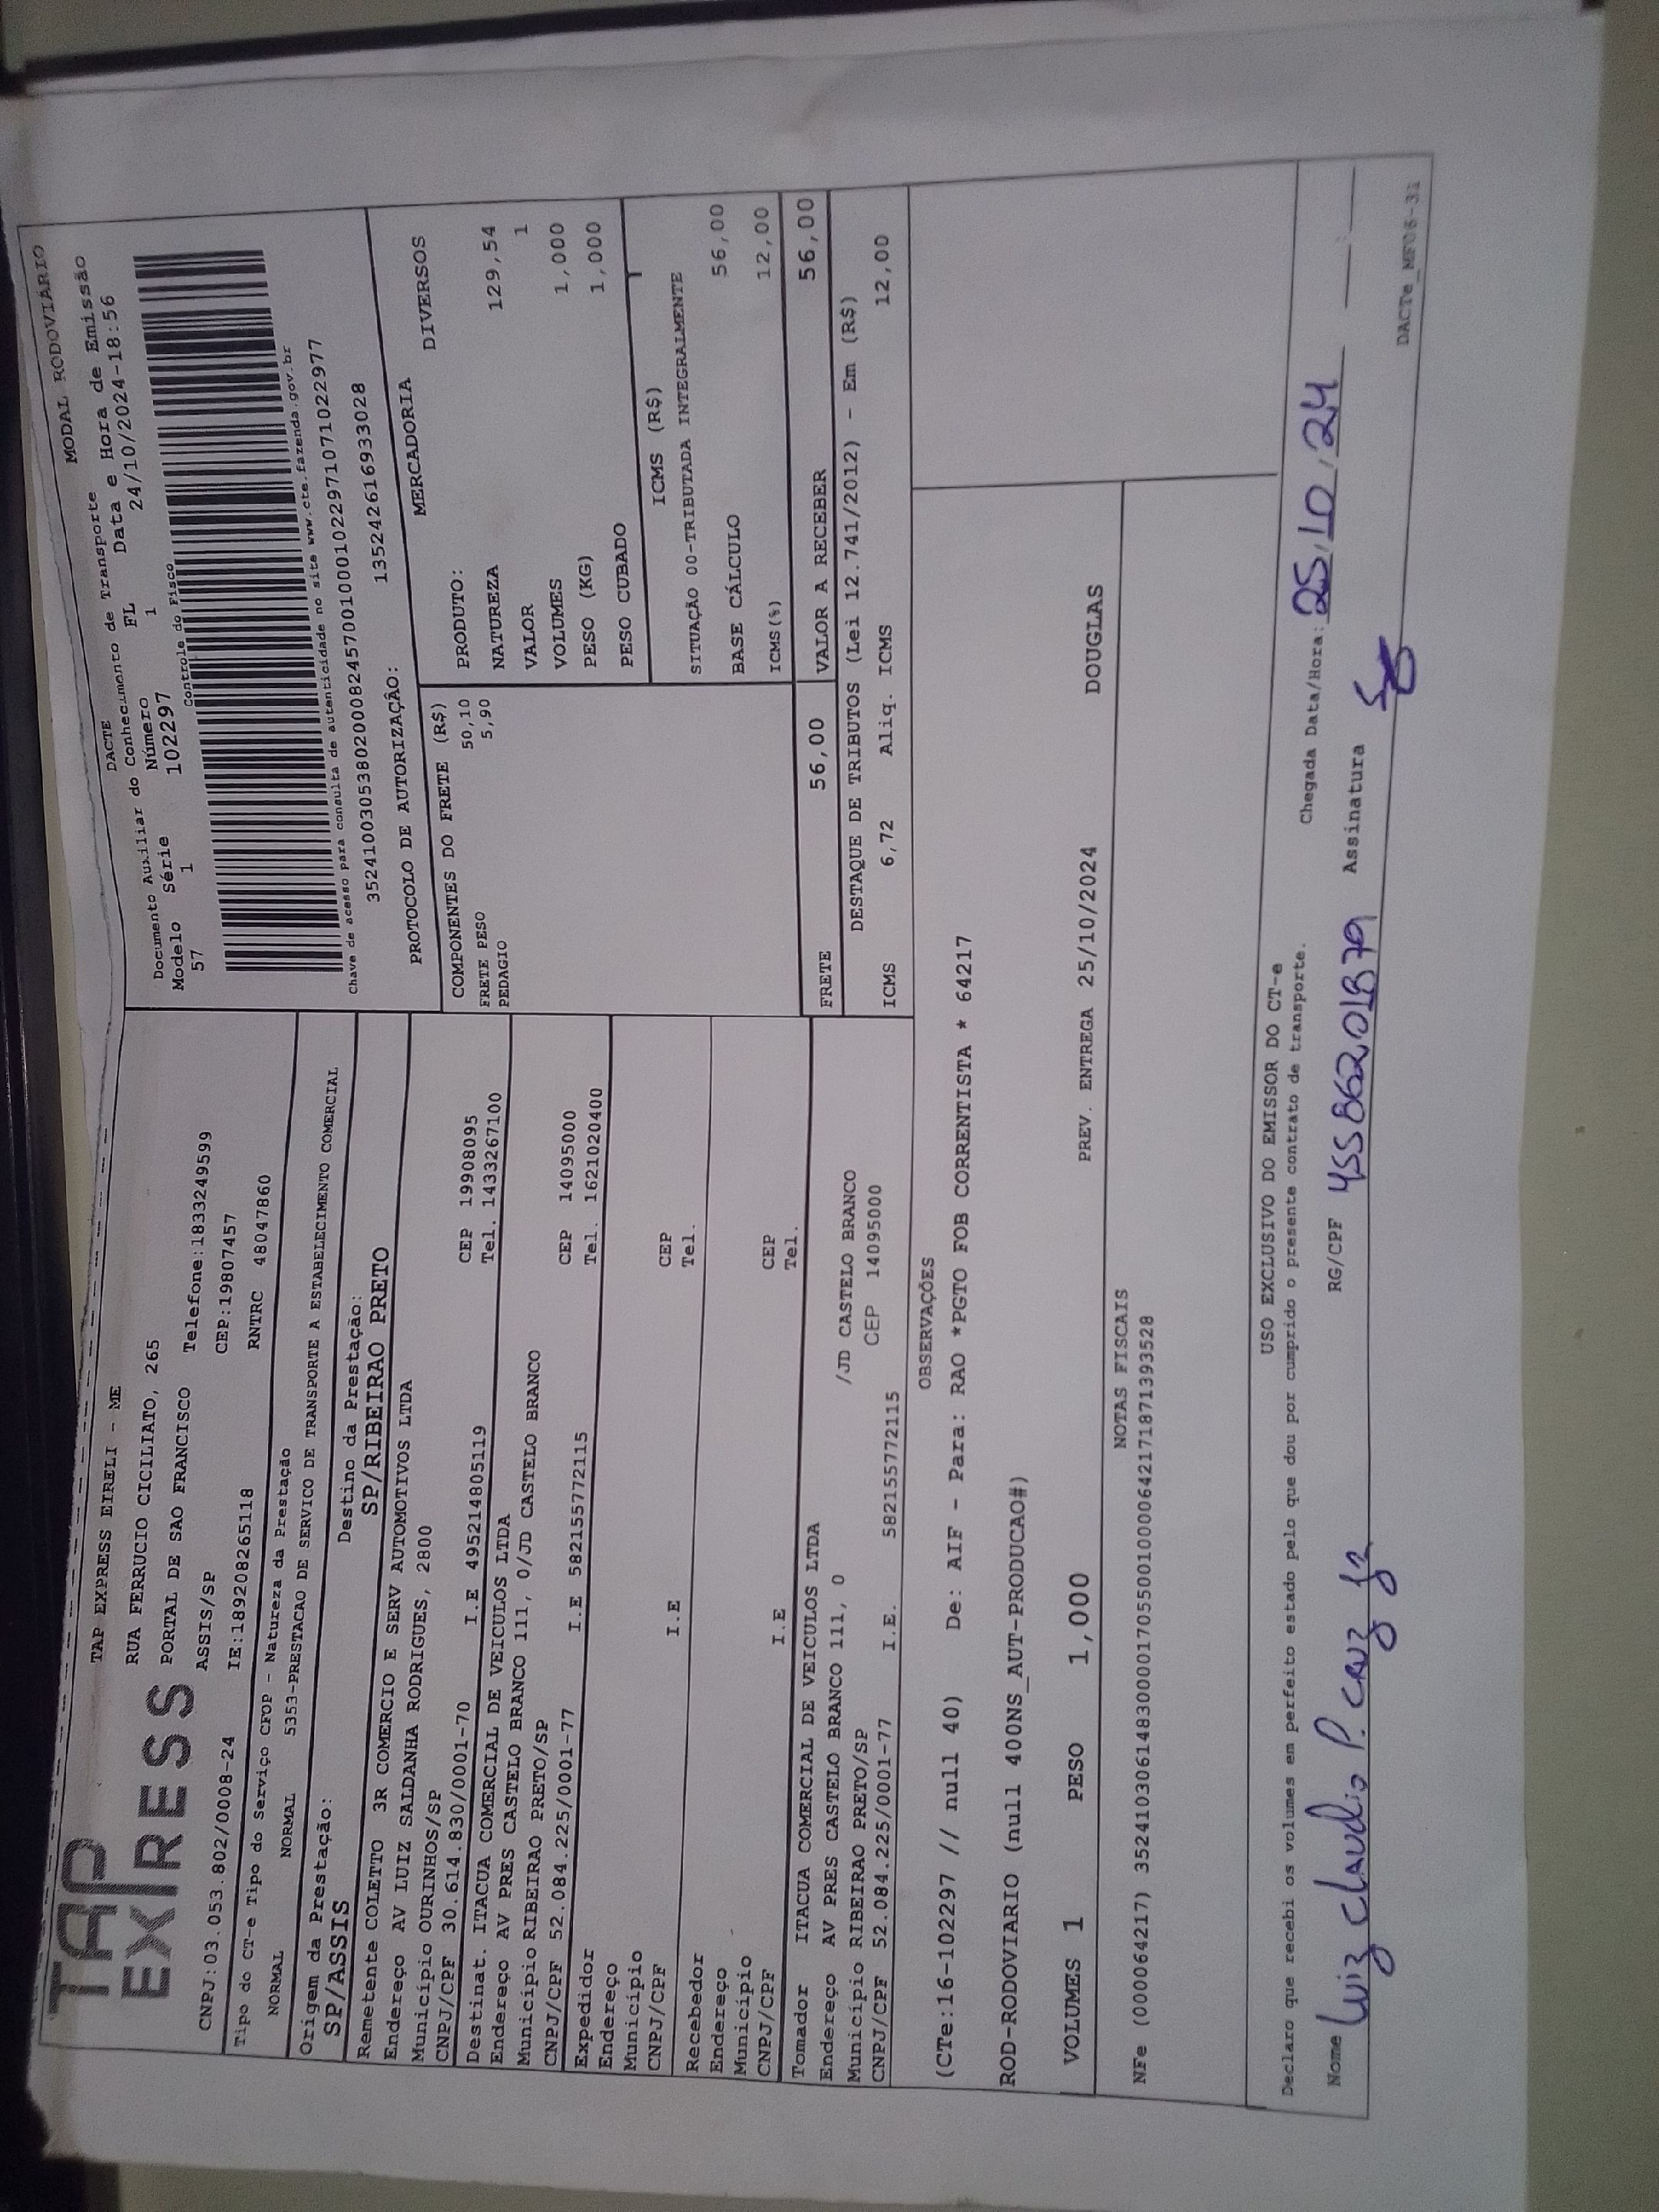 TAP
EXPRESS
TAP EXPRESS EIRELI - ME
RUA FERRUCIO CICILIATO, 265
PORTAL DE SAO FRANCISCO Telefone:1833249599
ASSIS/SP CEP:19807457
CNPJ:03.053.802/0008-24 IE:189208265118 RNTRC 48047860
Tipo do CT-e Tipo do Serviço CFOP - Natureza da Prestação
NORMAL NORMAL 5353-PRESTACAO DE SERVICO DE TRANSPORTE A ESTABELECIMENTO COMERCIAL
Origem da Prestação: Destino da Prestação:
SP/ASSIS SP/RIBEIRAO PRETO
MODAL RODOVIÁRIO
DACTE
Documento Auxiliar do Conhecimento de Transporte
Modelo Série Número FL Data e Hora de Emissão
57 1 102297 1 24/10/2024-18:56
Controle do Fisco
Chave de acesso para consulta de autenticidade no site www.cte.fazenda.gov.br
35241003053802000824570010001022971071022977
PROTOCOLO DE AUTORIZAÇÃO: 135242616933028
Remetente COLETTO 3R COMERCIO E SERV AUTOMOTIVOS LTDA
Endereço AV LUIZ SALDANHA RODRIGUES, 2800
Município OURINHOS/SP CEP 19908095
CNPJ/CPF 30.614.830/0001-70 I.E 495214805119 Tel. 1433267100
Destinat. ITACUA COMERCIAL DE VEICULOS LTDA
Endereço AV PRES CASTELO BRANCO 111, 0/JD CASTELO BRANCO
Município RIBEIRAO PRETO/SP CEP 14095000
CNPJ/CPF 52.084.225/0001-77 I.E 582155772115 Tel. 1621020400
Expedidor
Endereço
Município CEP
CNPJ/CPF I.E Tel.
Recebedor
Endereço
Município CEP
CNPJ/CPF I.E Tel.
Tomador ITACUA COMERCIAL DE VEICULOS LTDA
Endereço AV PRES CASTELO BRANCO 111, 0 /JD CASTELO BRANCO
Município RIBEIRAO PRETO/SP CEP 14095000
CNPJ/CPF 52.084.225/0001-77 I.E. 582155772115
COMPONENTES DO FRETE (R$)
FRETE PESO 50,10
PEDAGIO 5,90
MERCADORIA
PRODUTO: DIVERSOS
NATUREZA
VALOR 129,54
VOLUMES 1
PESO (KG) 1,000
PESO CUBADO 1,000
ICMS (R$)
SITUAÇÃO 00-TRIBUTADA INTEGRALMENTE
BASE CÁLCULO 56,00
ICMS(%) 12,00
FRETE 56,00 VALOR A RECEBER 56,00
DESTAQUE DE TRIBUTOS (Lei 12.741/2012) - Em (R$)
ICMS 6,72 Aliq. ICMS 12,00
OBSERVAÇÕES
(CTe:16-102297 // null 40) De: AIF - Para: RAO *PGTO FOB CORRENTISTA * 64217
ROD-RODOVIARIO (null 400NS_AUT-PRODUCAO#)
VOLUMES 1 PESO 1,000 PREV. ENTREGA 25/10/2024 DOUGLAS
NOTAS FISCAIS
NFe (000064217) 35241030614830000170550010000642171871393528
USO EXCLUSIVO DO EMISSOR DO CT-e
Declaro que recebi os volumes em perfeito estado pelo que dou por cumprido o presente contrato de transporte. Chegada Data/Hora: 25/10/24
Nome Luiz Claudio P. Cruz Jr RG/CPF 45586201879 Assinatura
DACTe_MF06-31